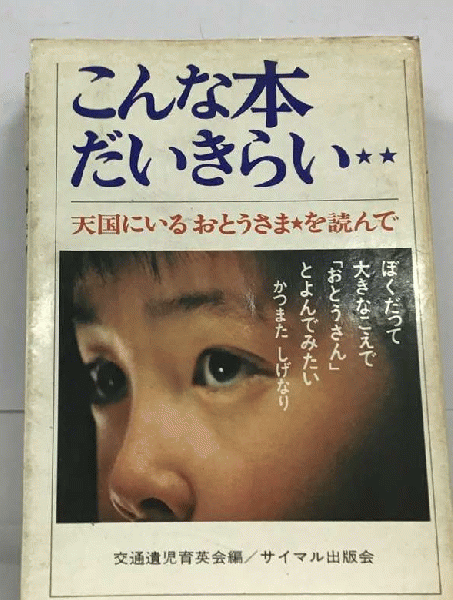 こんな本
だいきらい★★
天国にいるおとうさま★を読んで
ぼくだって
大きなこえで
「おとうさん」
とよんでみたい
かつまた しげなり
交通遺児育英会編/サイマル出版会